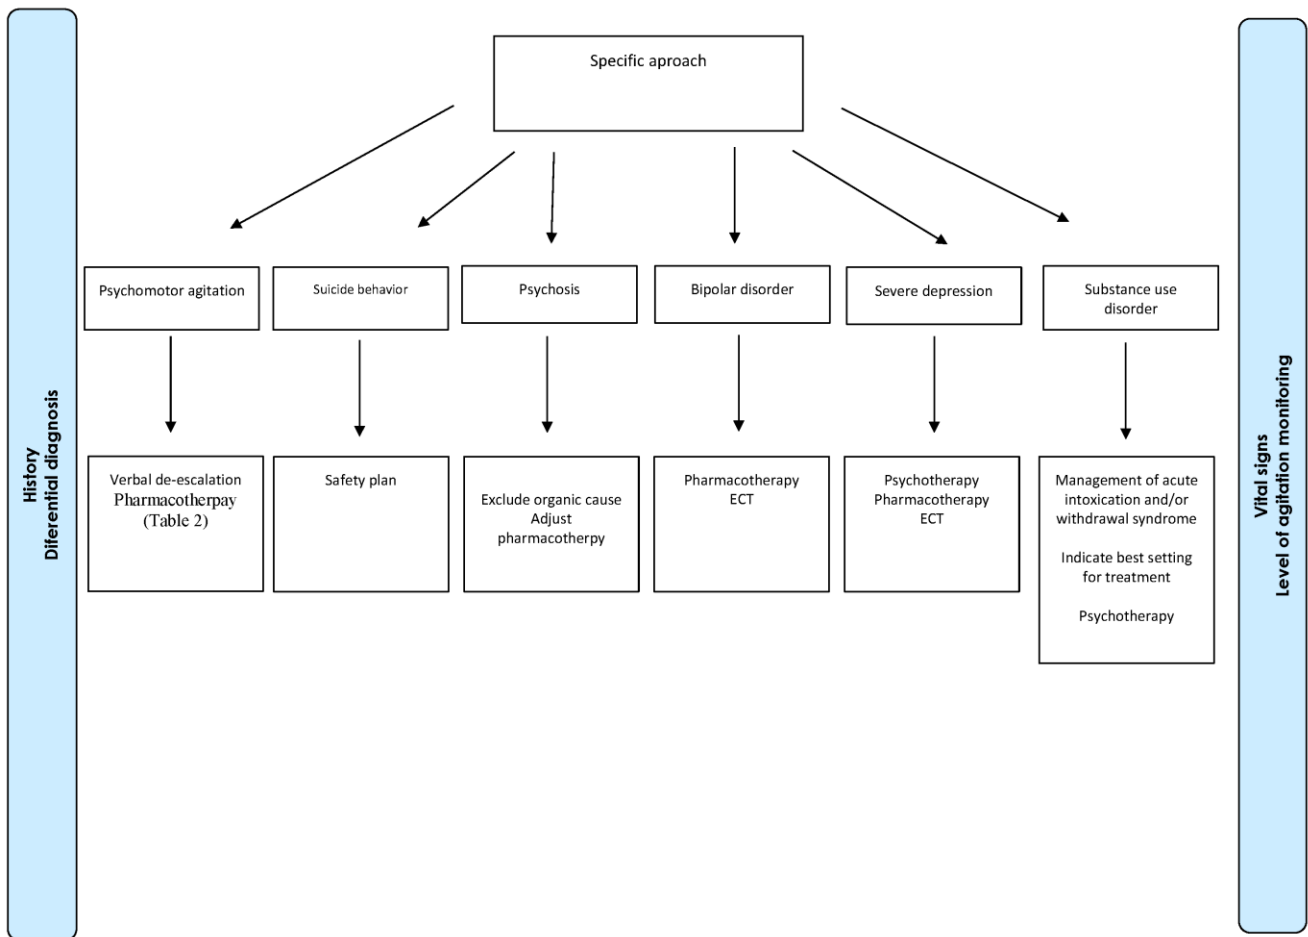 Specific aproach
Psychomotor agitation
Suicide behavior
Psychosis
Bipolar disorder
Severe depression
Substance use
disorder
Verbal de-escalation
Pharmacotherpay
(Table 2)
Safety plan
Exclude organic cause
Adjust
pharmacotherpy
Pharmacotherapy
ECT
Psychotherapy
Pharmacotherapy
ECT
Management of acute
intoxication and/or
withdrawal syndrome
Indicate best setting
for treatment
Psychotherapy
History
Diferential diagnosis
Vital signs
Level of agitation monitoring